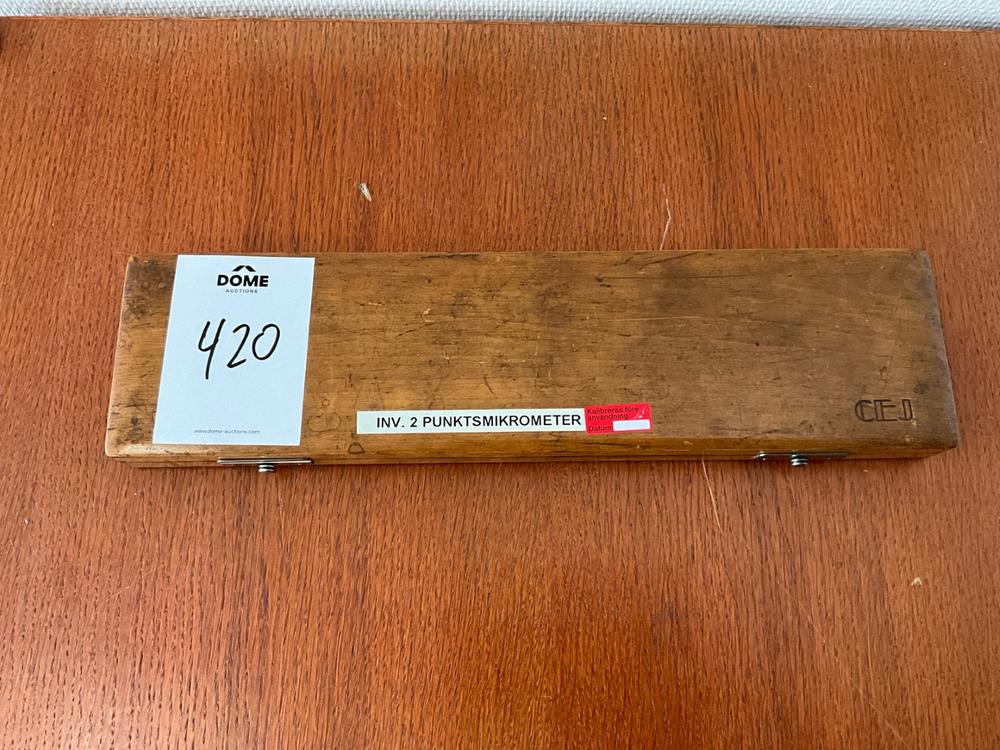 DOME
AUCTIONS
420
www.dome-auctions.com
INV. 2 PUNKTSMIKROMETER
Kalibreras före
användning
Datum
CEJ